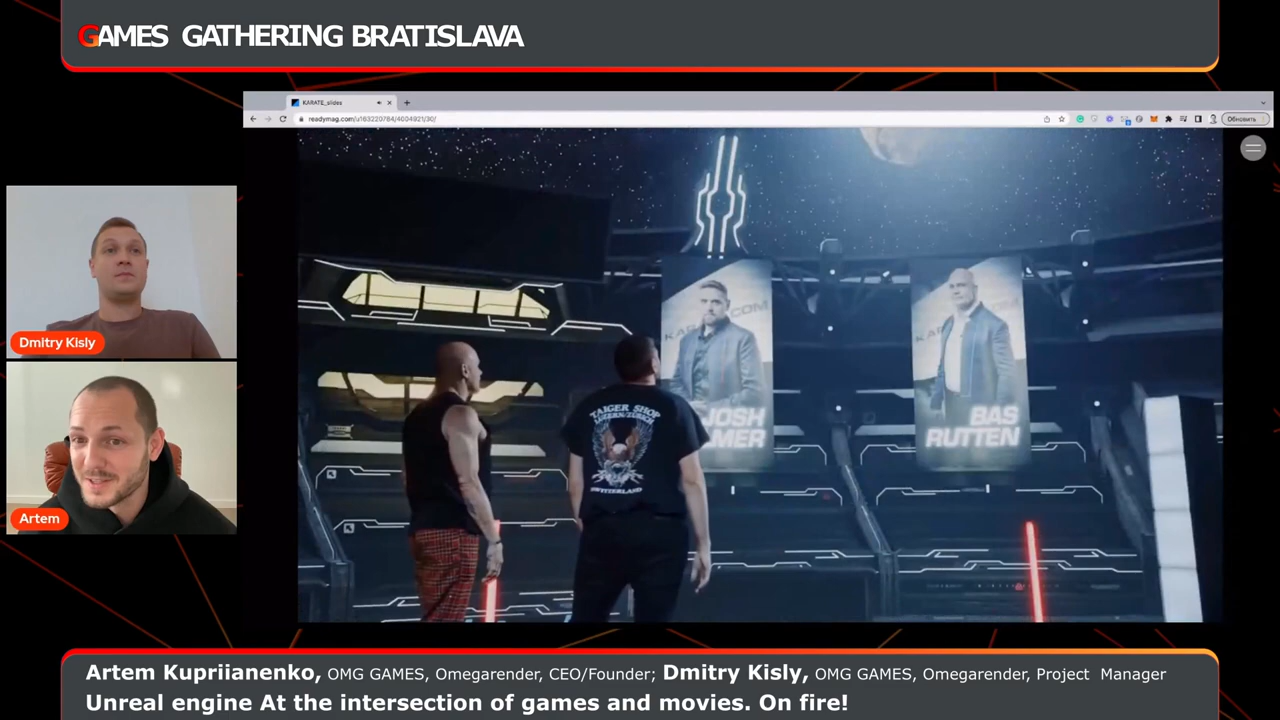 GAMES GATHERING BRATISLAVA
KARATE_slides
readymag.com/u163220764/4004921/30/
Обновить
TAIGER SHOP
LUZERN/ZÜRICH
SWITZERLAND
JOSH
BAS
RUTTEN
Dmitry Kisly
Artem
Artem Kupriianenko, OMG GAMES, Omegarender, CEO/Founder; Dmitry Kisly, OMG GAMES, Omegarender, Project Manager
Unreal engine At the intersection of games and movies. On fire!